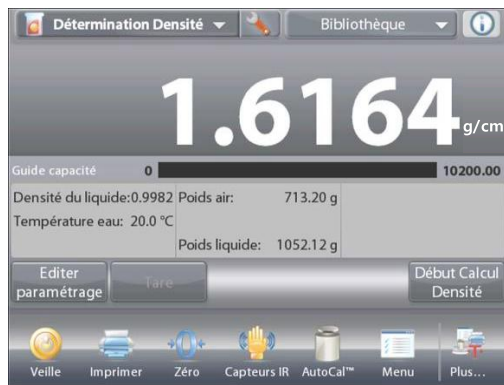 Détermination Densité
Bibliothèque
1.6164 g/cm
Guide capacité 0 10200.00
Densité du liquide:0.9982 Poids air: 713.20 g
Température eau: 20.0 °C
Poids liquide: 1052.12 g
Editer paramétrage
Tare
Début Calcul Densité
Veille Imprimer Zéro Capteurs IR AutoCal™ Menu Plus...